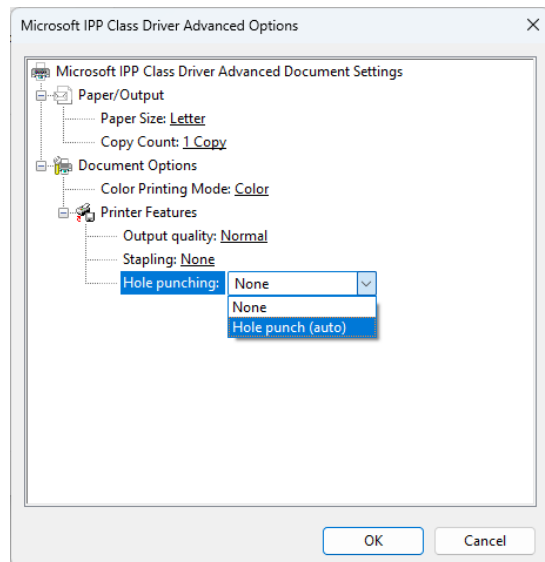 Microsoft IPP Class Driver Advanced Options
Microsoft IPP Class Driver Advanced Document Settings
Paper/Output
Paper Size: Letter
Copy Count: 1 Copy
Document Options
Color Printing Mode: Color
Printer Features
Output quality: Normal
Stapling: None
Hole punching: None
None
Hole punch (auto)
OK Cancel